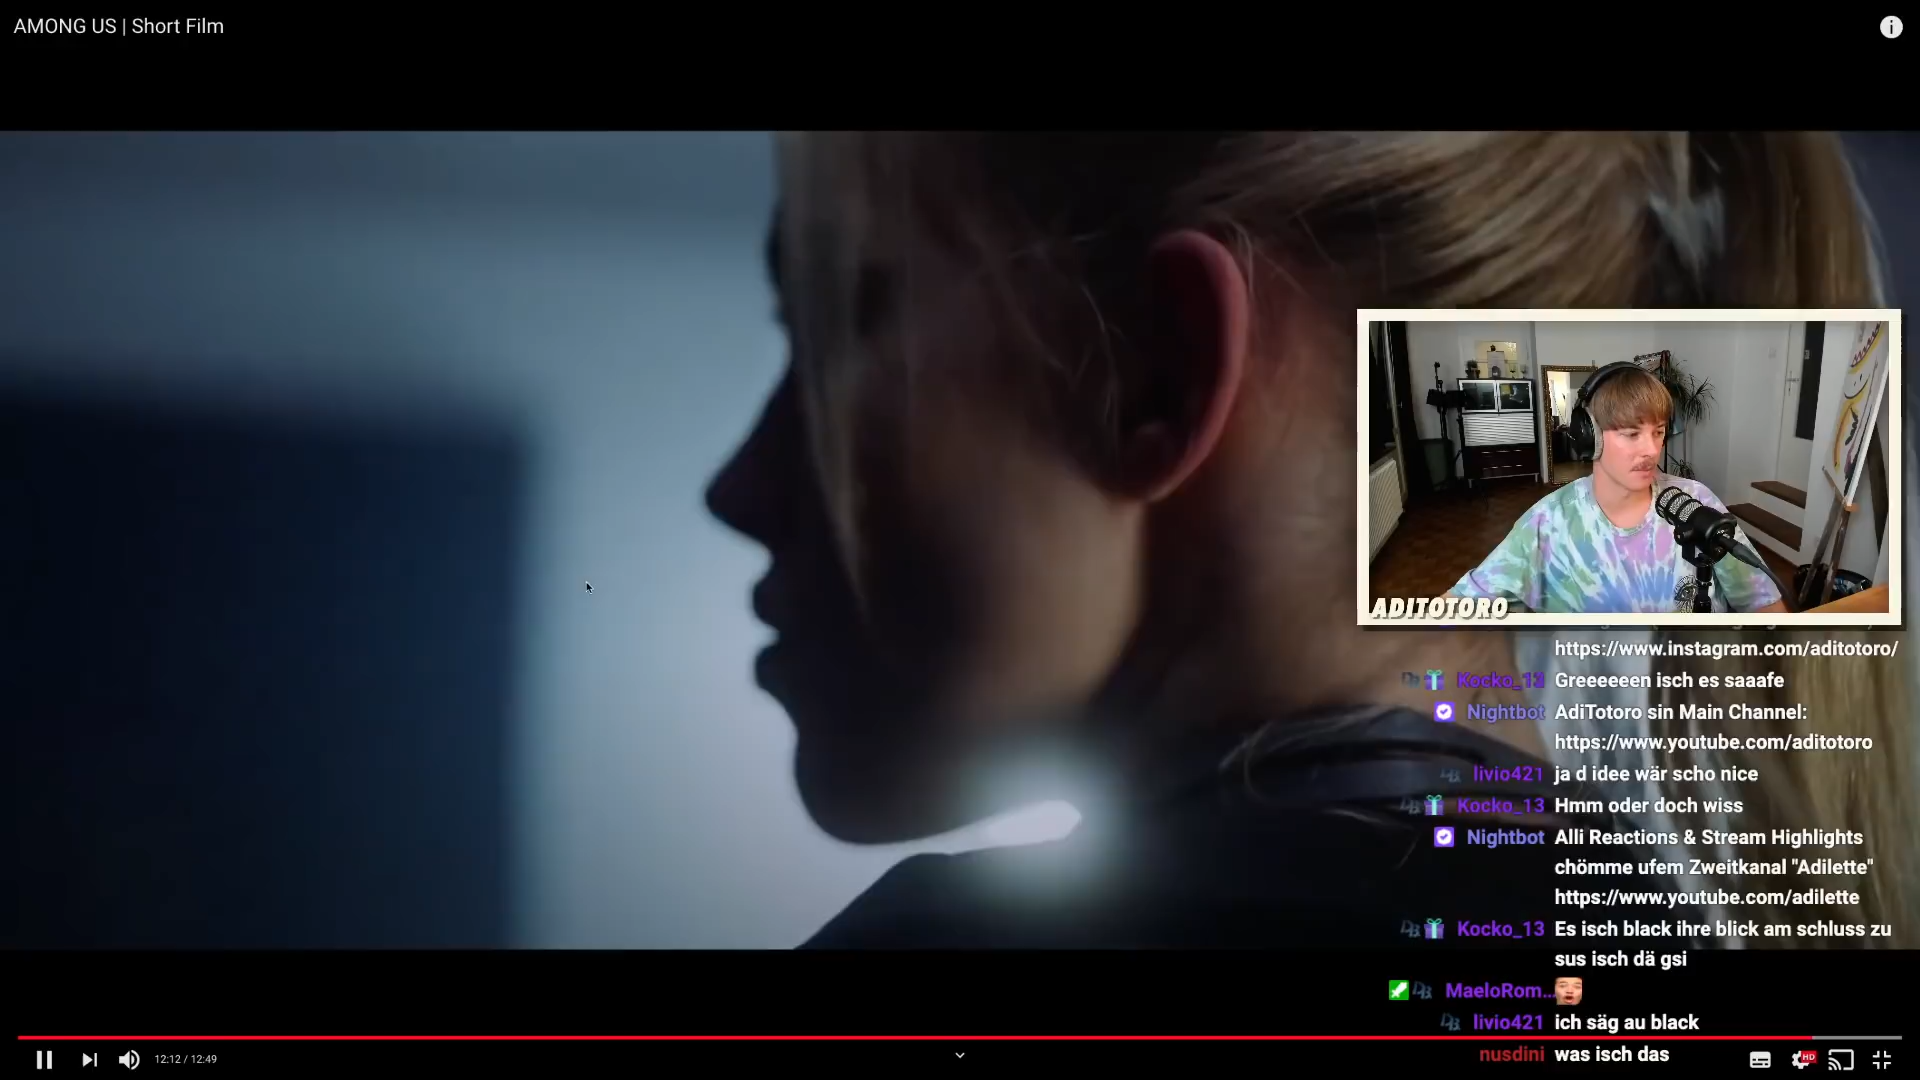 AMONG US | Short Film
ADITOTORO
https://www.instagram.com/aditotoro/
Kocko_13 Greeeeeen isch es saaafe
Nightbot AdiTotoro sin Main Channel:
https://www.youtube.com/aditotoro
livio421 ja d idee wär scho nice
Kocko_13 Hmm oder doch wiss
Nightbot Alli Reactions & Stream Highlights
chömme ufem Zweitkanal "Adilette"
https://www.youtube.com/adilette
Kocko_13 Es isch black ihre blick am schluss zu
sus isch dä gsi
MaeloRom...
livio421 ich säg au black
nusdini was isch das
12:12 / 12:49
HD